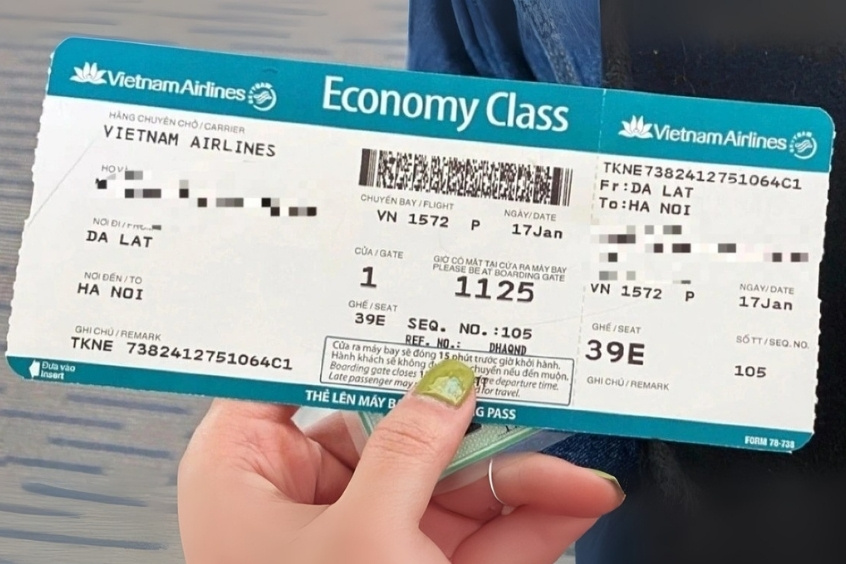 Vietnam Airlines
Economy Class
HÃNG CHUYÊN CHỞ / CARRIER
VIETNAM AIRLINES
NƠI ĐI /
DA LAT
NƠI ĐẾN / TO
HA NOI
GHI CHÚ / REMARK
TKNE 7382412751064C1
Đưa vào
Insert
CHUYẾN BAY / FLIGHT
VN 1572 P
NGÀY/DATE
17Jan
CỬA / GATE
1
GIỜ CÓ MẶT TẠI CỬA RA MÁY BAY
PLEASE BE AT BOARDING GATE
1125
GHẾ / SEAT
39E
SEQ. NO.:105
REF. NO.: DHAQND
Cửa ra máy bay sẽ đóng 15 phút trước giờ khởi hành.
Hành khách sẽ không chuyến nếu đến muộn.
Boarding gate closes departure time.
Late passenger may for travel.
THẺ LÊN MÁY PASS
Vietnam Airlines
TKNE7382412751064C1
Fr:DA LAT
To:HA NOI
VN 1572 P
NGÀY / DATE
17Jan
GHẾ / SEAT
39E
SỐ TT / SEQ. NO.
105
GHI CHÚ / REMARK
FORM 78-738